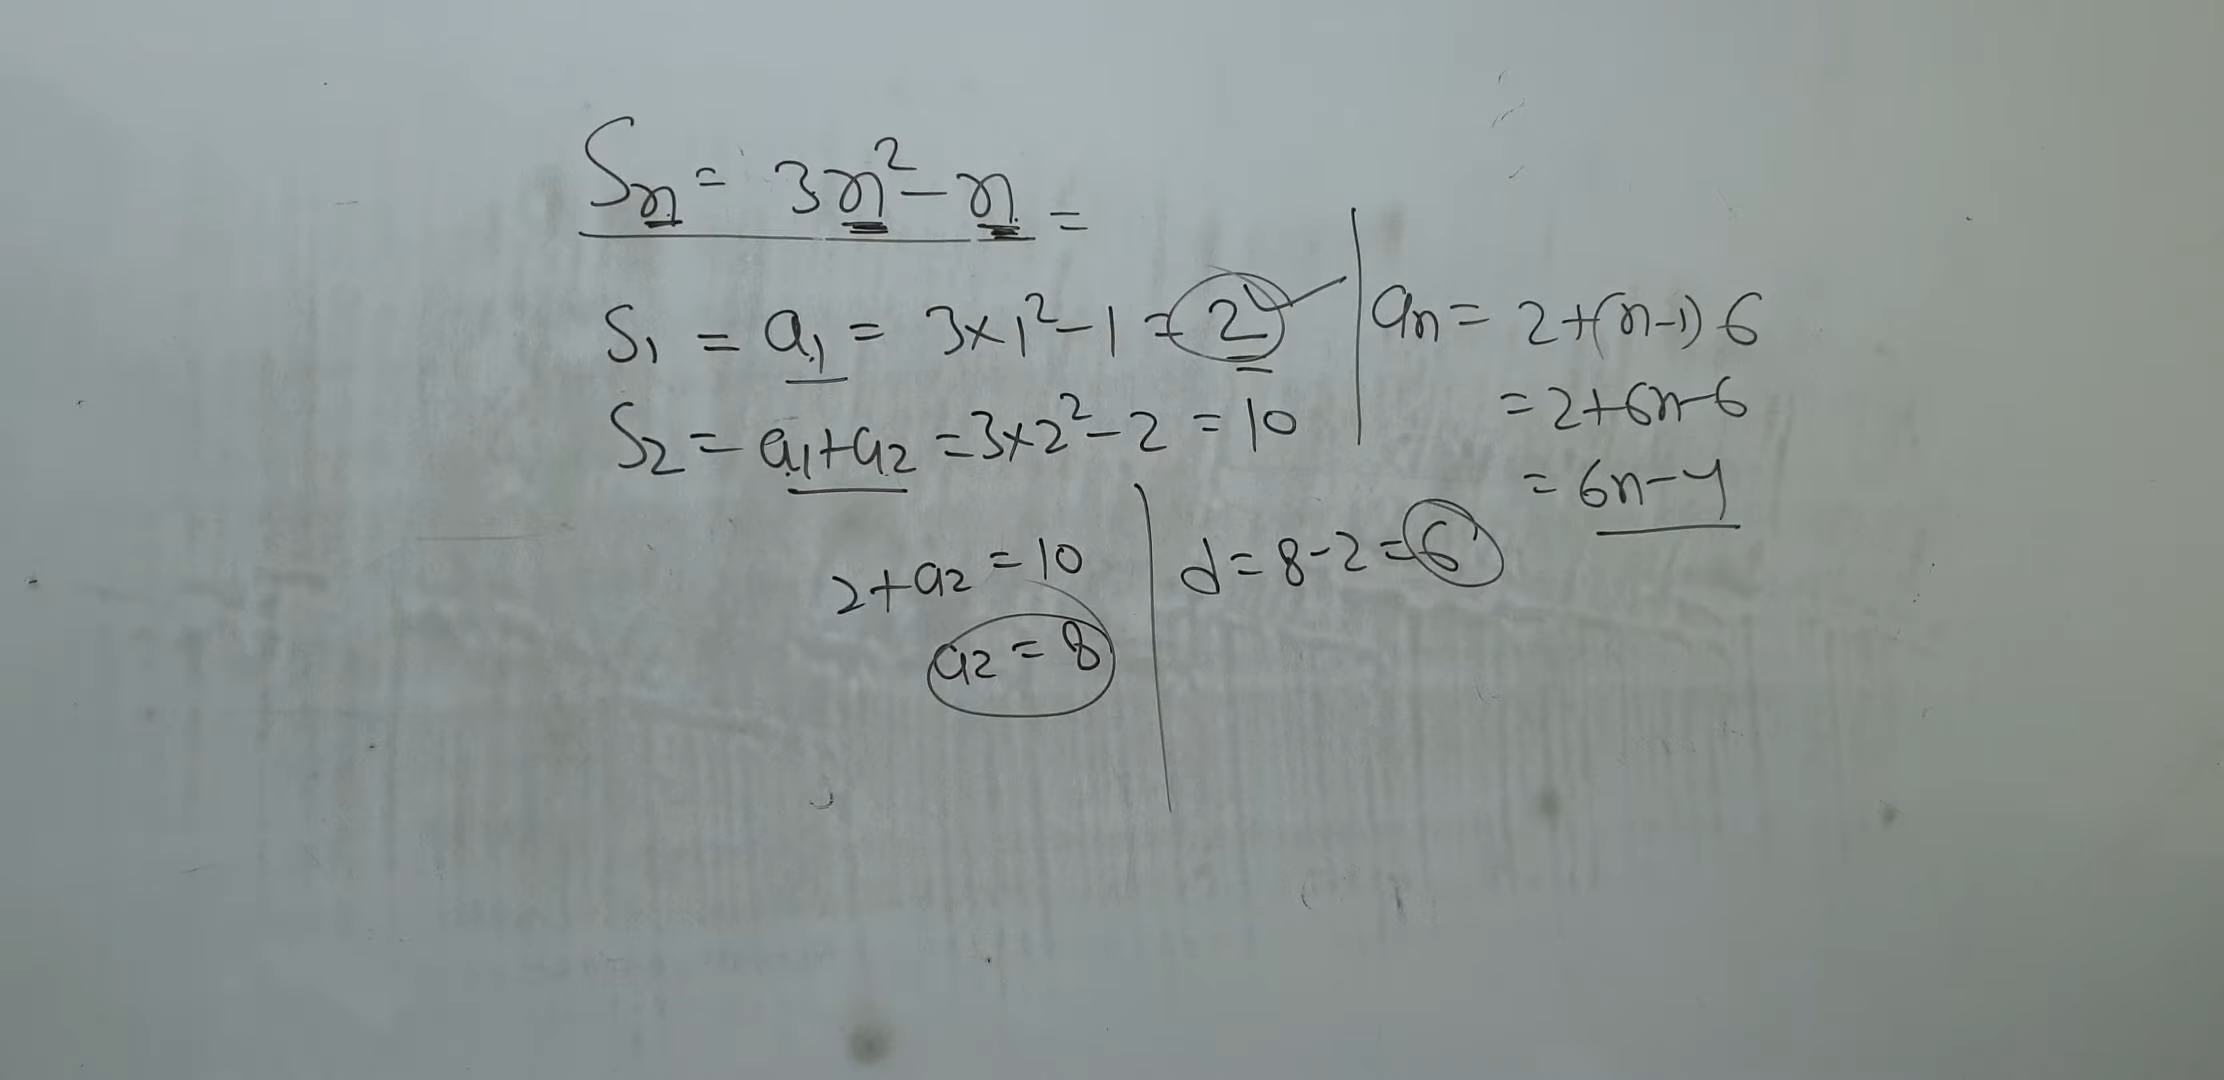 Sn = 3n² - n =
S₁ = a₁ = 3×1² - 1 = 2
S₂ = a₁+a₂ = 3×2² - 2 = 10
2+a₂ = 10
a₂ = 8
d = 8-2 = 6
an = 2+(n-1) 6
= 2+6n-6
= 6n-4